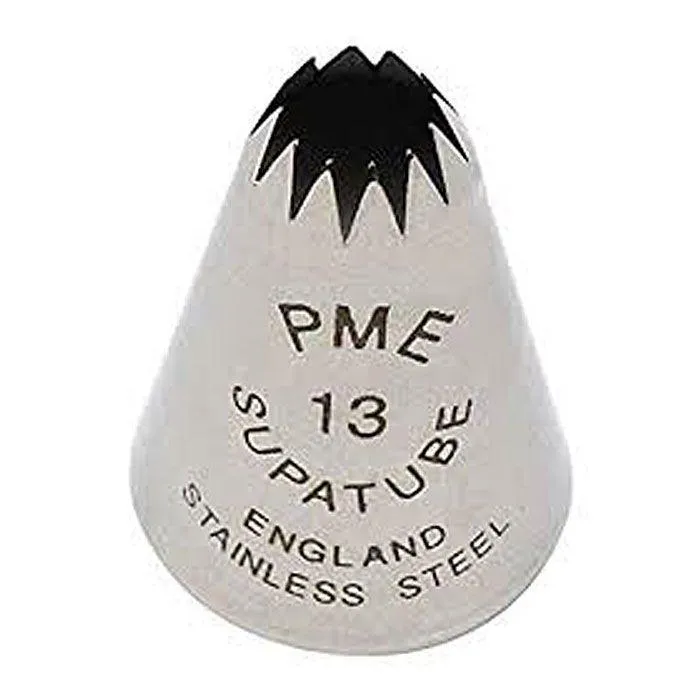 PME
13
SUPATUBE
ENGLAND
STAINLESS STEEL